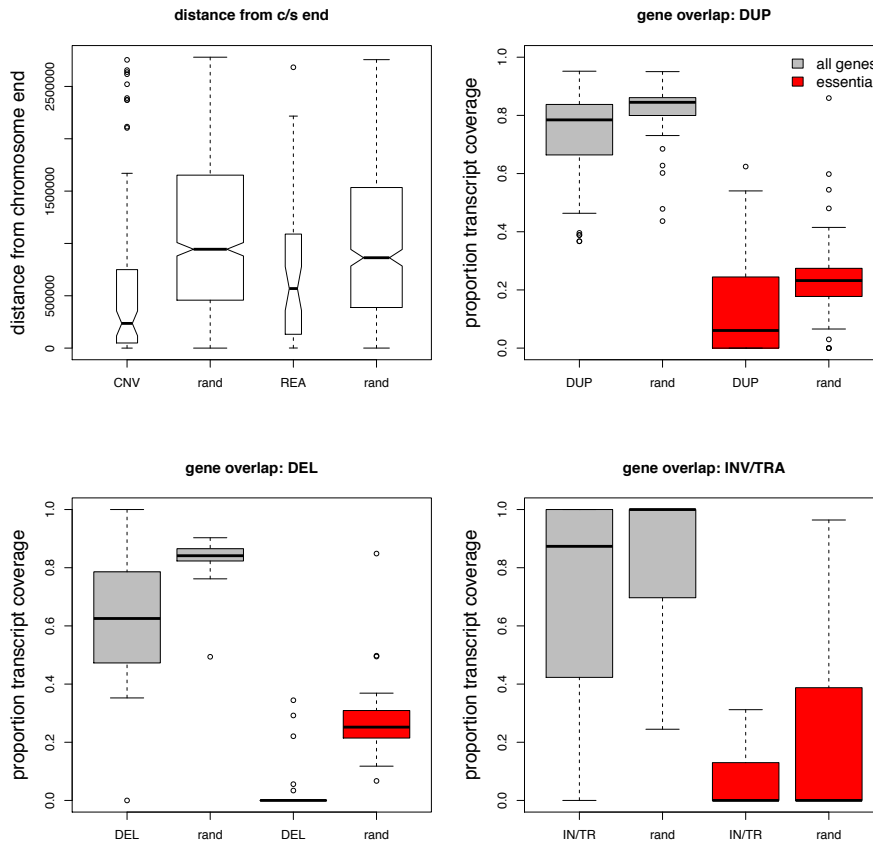 distance from c/s end
distance from chromosome end
2500000
1500000
500000
0
CNV rand REA rand
gene overlap: DUP
proportion transcript coverage
1.0
0.8
0.6
0.4
0.2
0.0
all genes
essential
DUP rand DUP rand
gene overlap: DEL
proportion transcript coverage
1.0
0.8
0.6
0.4
0.2
0.0
DEL rand DEL rand
gene overlap: INV/TRA
proportion transcript coverage
1.0
0.8
0.6
0.4
0.2
0.0
IN/TR rand IN/TR rand